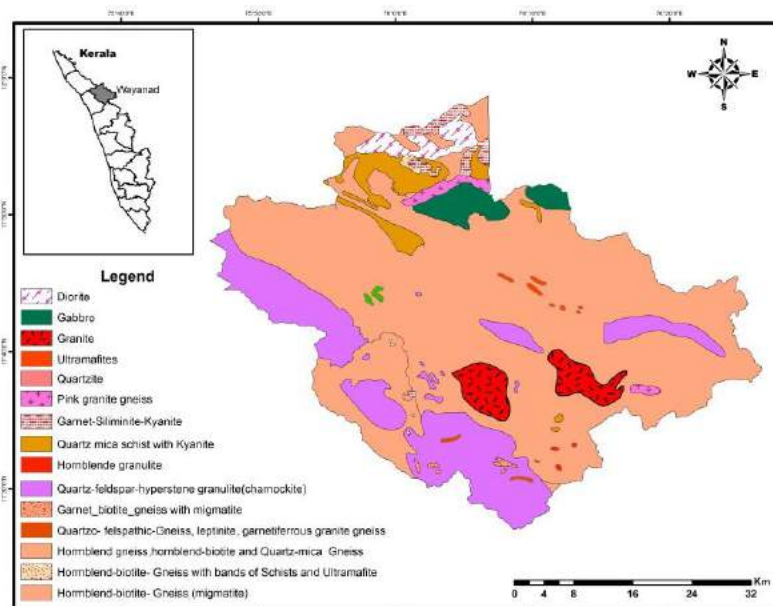 Kerala
Wayanad
N
W E
S
Legend
Diorite
Gabbro
Granite
Ultramafites
Quartzite
Pink granite gneiss
Garnet-Siliminite-Kyanite
Quartz mica schist with Kyanite
Hornblende granulite
Quartz-feldspar-hyperstene granulite(charnockite)
Garnet_biotite_gneiss with migmatite
Quartzo- felspathic-Gneiss, leptinite, garnetiferrous granite gneiss
Hornblend gneiss,hornblend-biotite and Quartz-mica Gneiss
Hornblend-biotite- Gneiss with bands of Schists and Ultramafite
Hornblend-biotite- Gneiss (migmatite)
Km
0 2 4 8 16 24 32